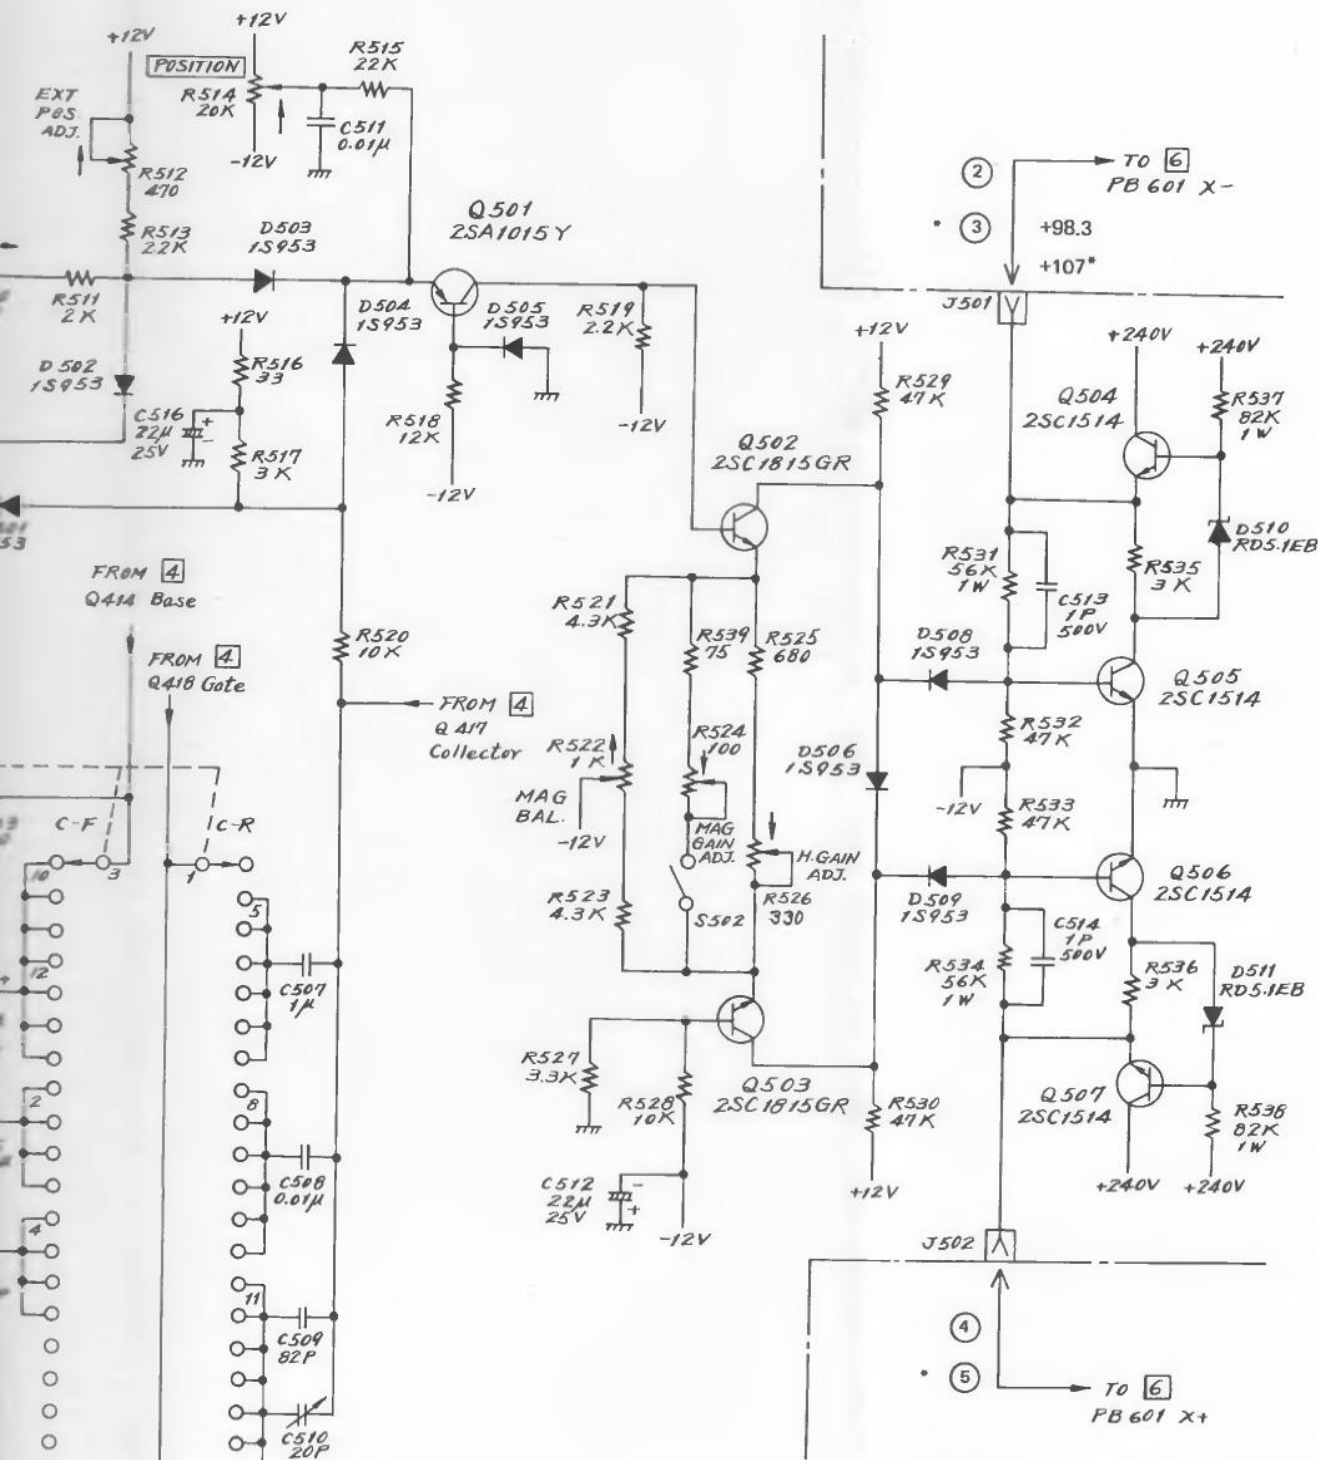 +12V
+12V
POSITION
R514
20K
-12V
R515
22K
C511
0.01µ
EXT
POS
ADJ.
R512
470
R513
22K
D503
1S953
Q501
2SA1015Y
R511
2K
D502
1S953
+12V
R516
33
C516
22µ
25V
+
-
R517
3K
D504
1S953
D505
1S953
R518
12K
-12V
R519
2.2K
-12V
2
* 3
TO 6
PB 601 X-
+98.3
+107*
J501
+12V
R529
47K
+240V
+240V
Q504
2SC1514
R537
82K
1W
Q502
2SC1815GR
D510
RD5.1EB
R531
56K
1W
C513
1P
500V
R535
3K
53
FROM 4
Q414 Base
FROM 4
Q418 Gate
R520
10K
FROM 4
Q417
Collector
R521
4.3K
R539
75
R525
680
D508
1S953
Q505
2SC1514
R522
1K
MAG
BAL.
-12V
R524
100
MAG
GAIN
ADJ.
H.GAIN
ADJ.
R526
330
S502
R523
4.3K
D506
1S953
R532
47K
-12V
R533
47K
D509
1S953
Q506
2SC1514
C514
1P
500V
R534
56K
1W
R536
3K
D511
RD5.1EB
C-F
C-R
10
3
1
5
12
C507
1µ
2
8
C508
0.01µ
4
11
C509
82P
C510
20P
R527
3.3K
R528
10K
Q503
2SC1815GR
C512
22µ
25V
-
+
-12V
R530
47K
+12V
Q507
2SC1514
R538
82K
1W
+240V
+240V
J502
4
* 5
TO 6
PB 601 X+